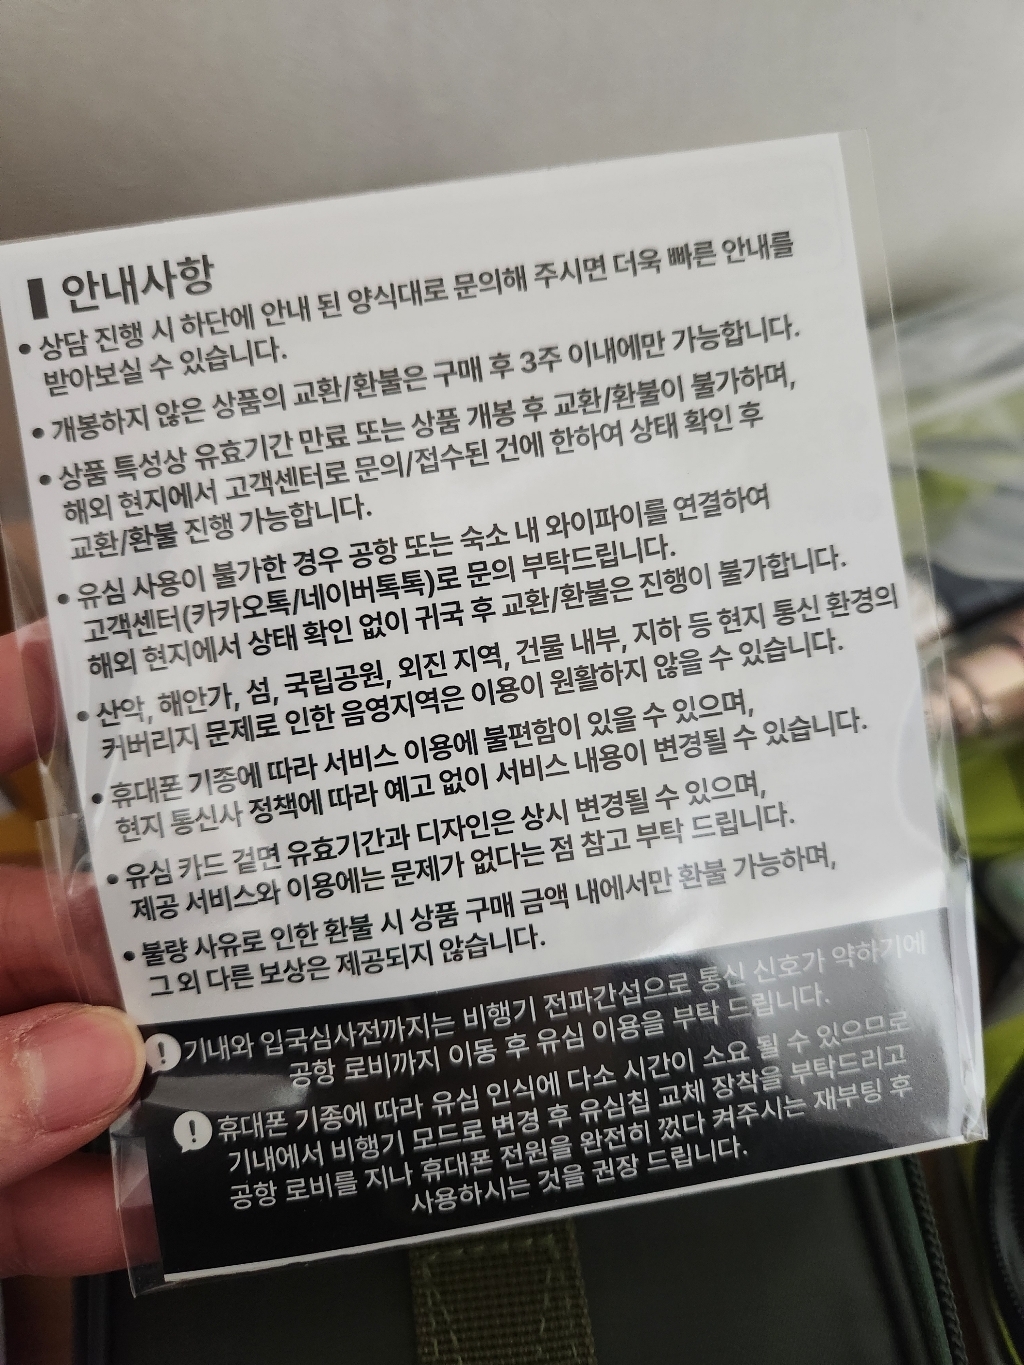 안내사항
• 상담 진행 시 하단에 안내 된 양식대로 문의해 주시면 더욱 빠른 안내를
받아보실 수 있습니다.
• 개봉하지 않은 상품의 교환/환불은 구매 후 3주 이내에만 가능합니다.
• 상품 특성상 유효기간 만료 또는 상품 개봉 후 교환/환불이 불가하며,
해외 현지에서 고객센터로 문의/접수된 건에 한하여 상태 확인 후
교환/환불 진행 가능합니다.
• 유심 사용이 불가한 경우 공항 또는 숙소 내 와이파이를 연결하여
고객센터(카카오톡/네이버톡톡)로 문의 부탁드립니다.
해외 현지에서 상태 확인 없이 귀국 후 교환/환불은 진행이 불가합니다.
• 산악, 해안가, 섬, 국립공원, 외진 지역, 건물 내부, 지하 등 현지 통신 환경의
커버리지 문제로 인한 음영지역은 이용이 원활하지 않을 수 있습니다.
• 휴대폰 기종에 따라 서비스 이용에 불편함이 있을 수 있으며,
현지 통신사 정책에 따라 예고 없이 서비스 내용이 변경될 수 있습니다.
• 유심 카드 겉면 유효기간과 디자인은 상시 변경될 수 있으며,
제공 서비스와 이용에는 문제가 없다는 점 참고 부탁 드립니다.
• 불량 사유로 인한 환불 시 상품 구매 금액 내에서만 환불 가능하며,
그 외 다른 보상은 제공되지 않습니다.
! 기내와 입국심사전까지는 비행기 전파간섭으로 통신 신호가 약하기에
공항 로비까지 이동 후 유심 이용을 부탁 드립니다.
! 휴대폰 기종에 따라 유심 인식에 다소 시간이 소요 될 수 있으므로
기내에서 비행기 모드로 변경 후 유심칩 교체 장착을 부탁드리고
공항 로비를 지나 휴대폰 전원을 완전히 껐다 켜주시는 재부팅 후
사용하시는 것을 권장 드립니다.